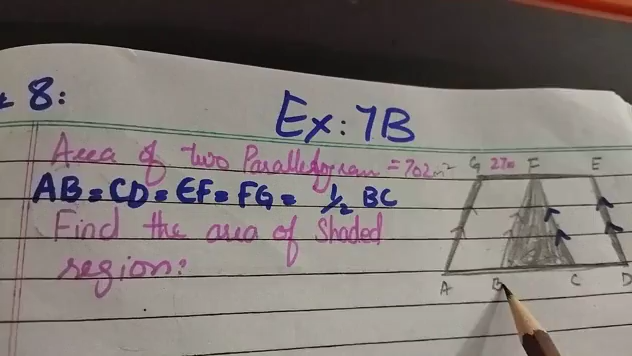 8:
Ex: 7B
Area of two Parallelogram = 702m²
AB = CD = EF = FG = 1/2 BC
Find the area of Shaded
region:
G 27m F E
A B C D